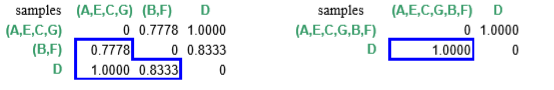 samples (A,E,C,G) (B,F) D
(A,E,C,G) 0 0.7778 1.0000
(B,F) 0.7778 0 0.8333
D 1.0000 0.8333 0
samples (A,E,C,G,B,F) D
(A,E,C,G,B,F) 0 1.0000
D 1.0000 0